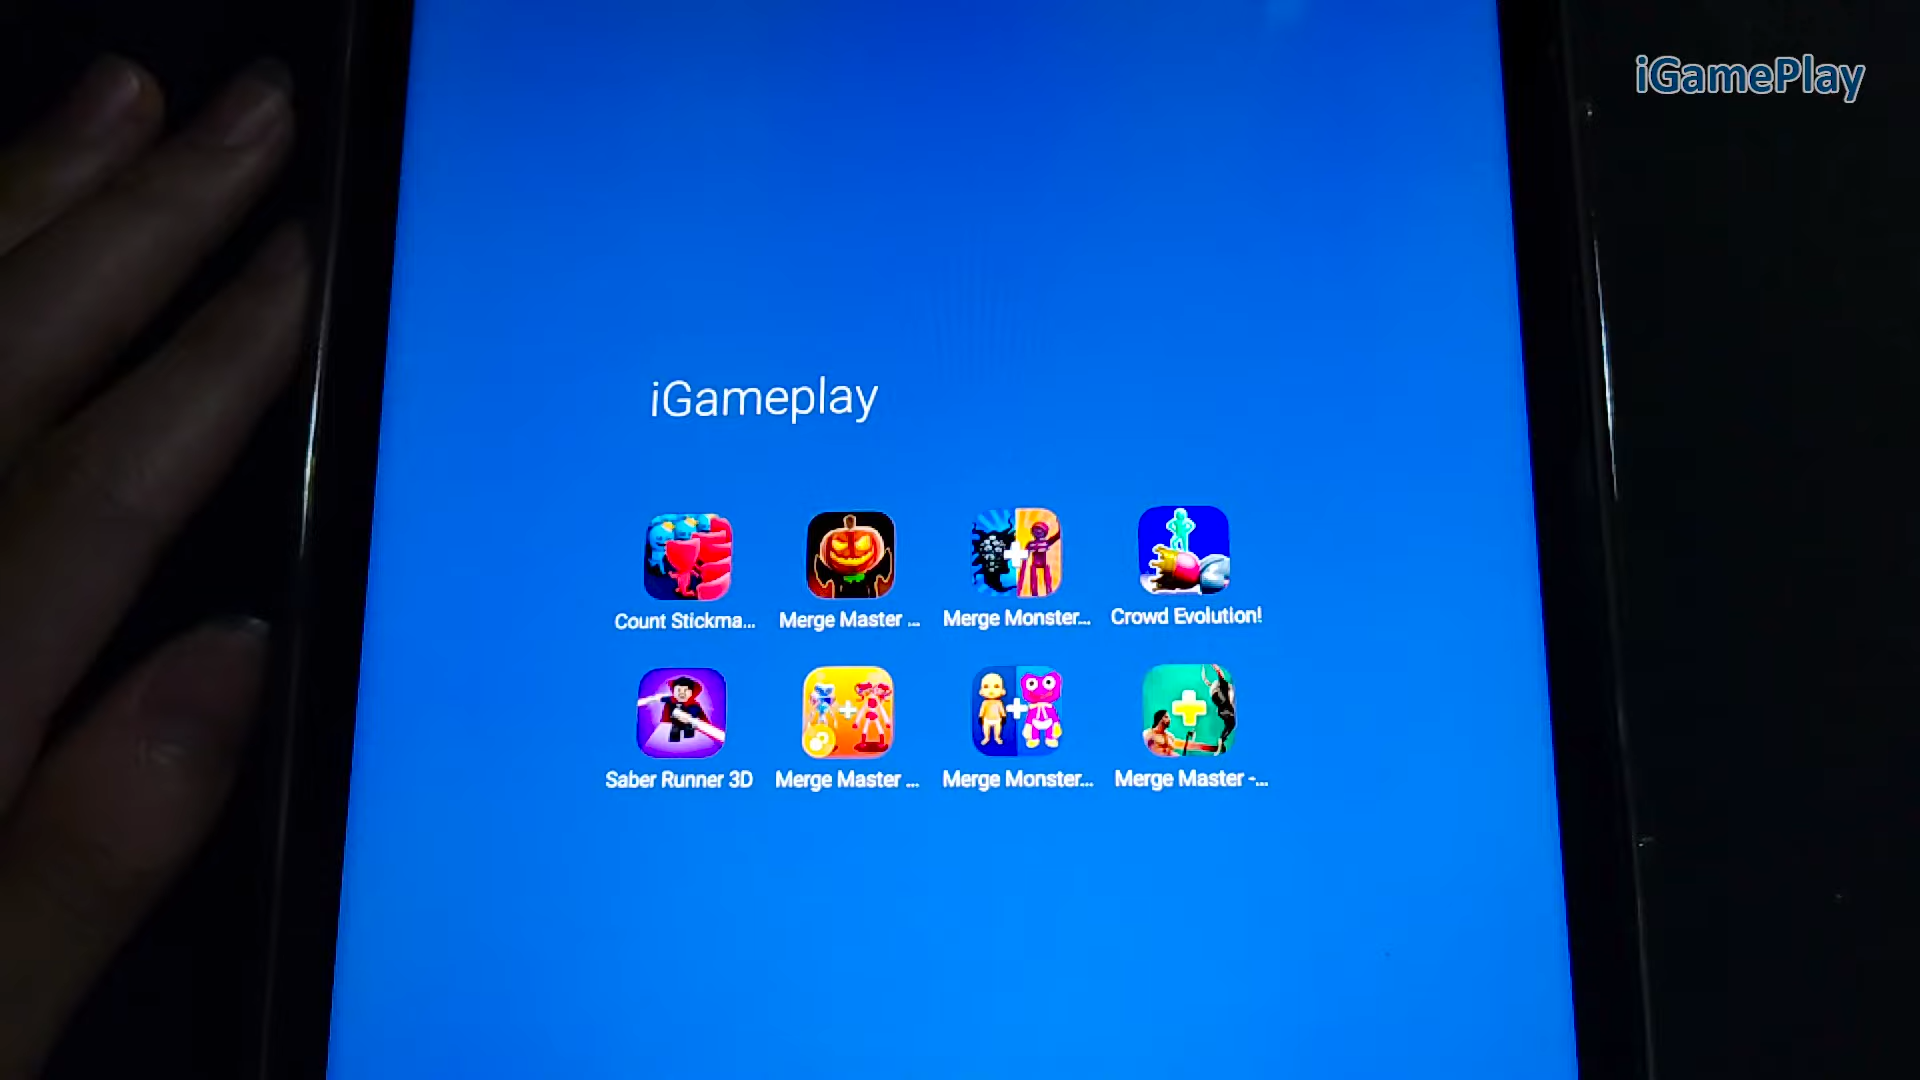 iGamePlay
iGameplay
Count Stickma...
Merge Master ...
Merge Monster...
Crowd Evolution!
Saber Runner 3D
Merge Master ...
Merge Monster...
Merge Master -...